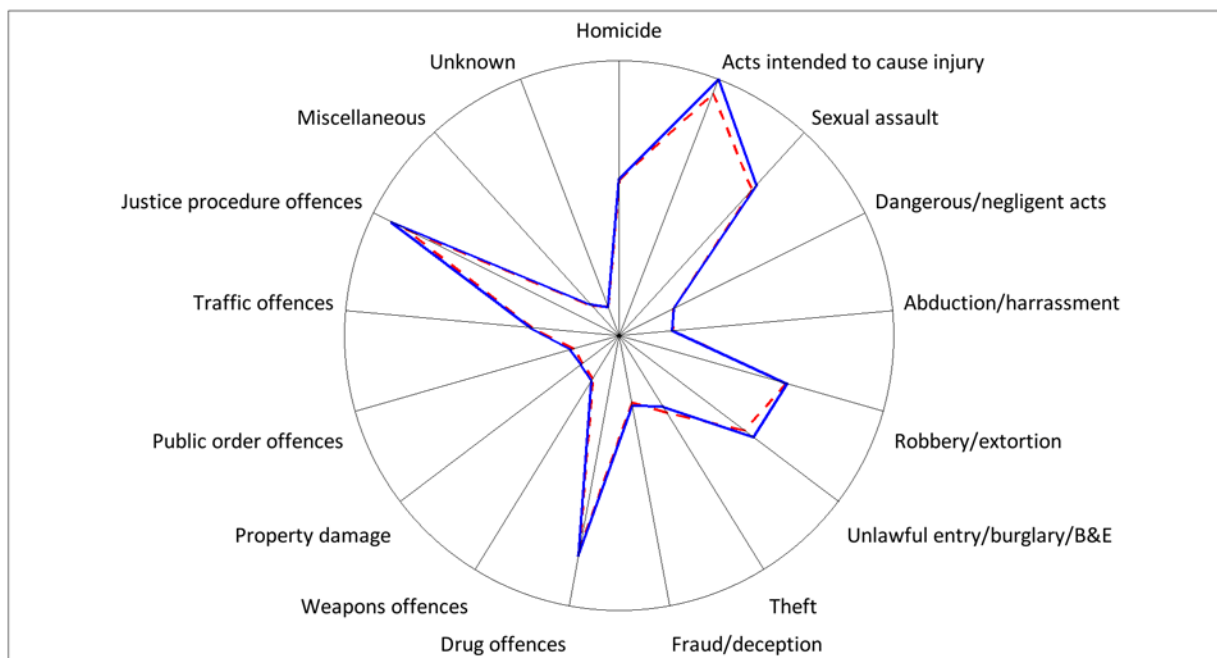 Homicide
Acts intended to cause injury
Sexual assault
Dangerous/negligent acts
Abduction/harrassment
Robbery/extortion
Unlawful entry/burglary/B&E
Theft
Fraud/deception
Drug offences
Weapons offences
Property damage
Public order offences
Traffic offences
Justice procedure offences
Miscellaneous
Unknown